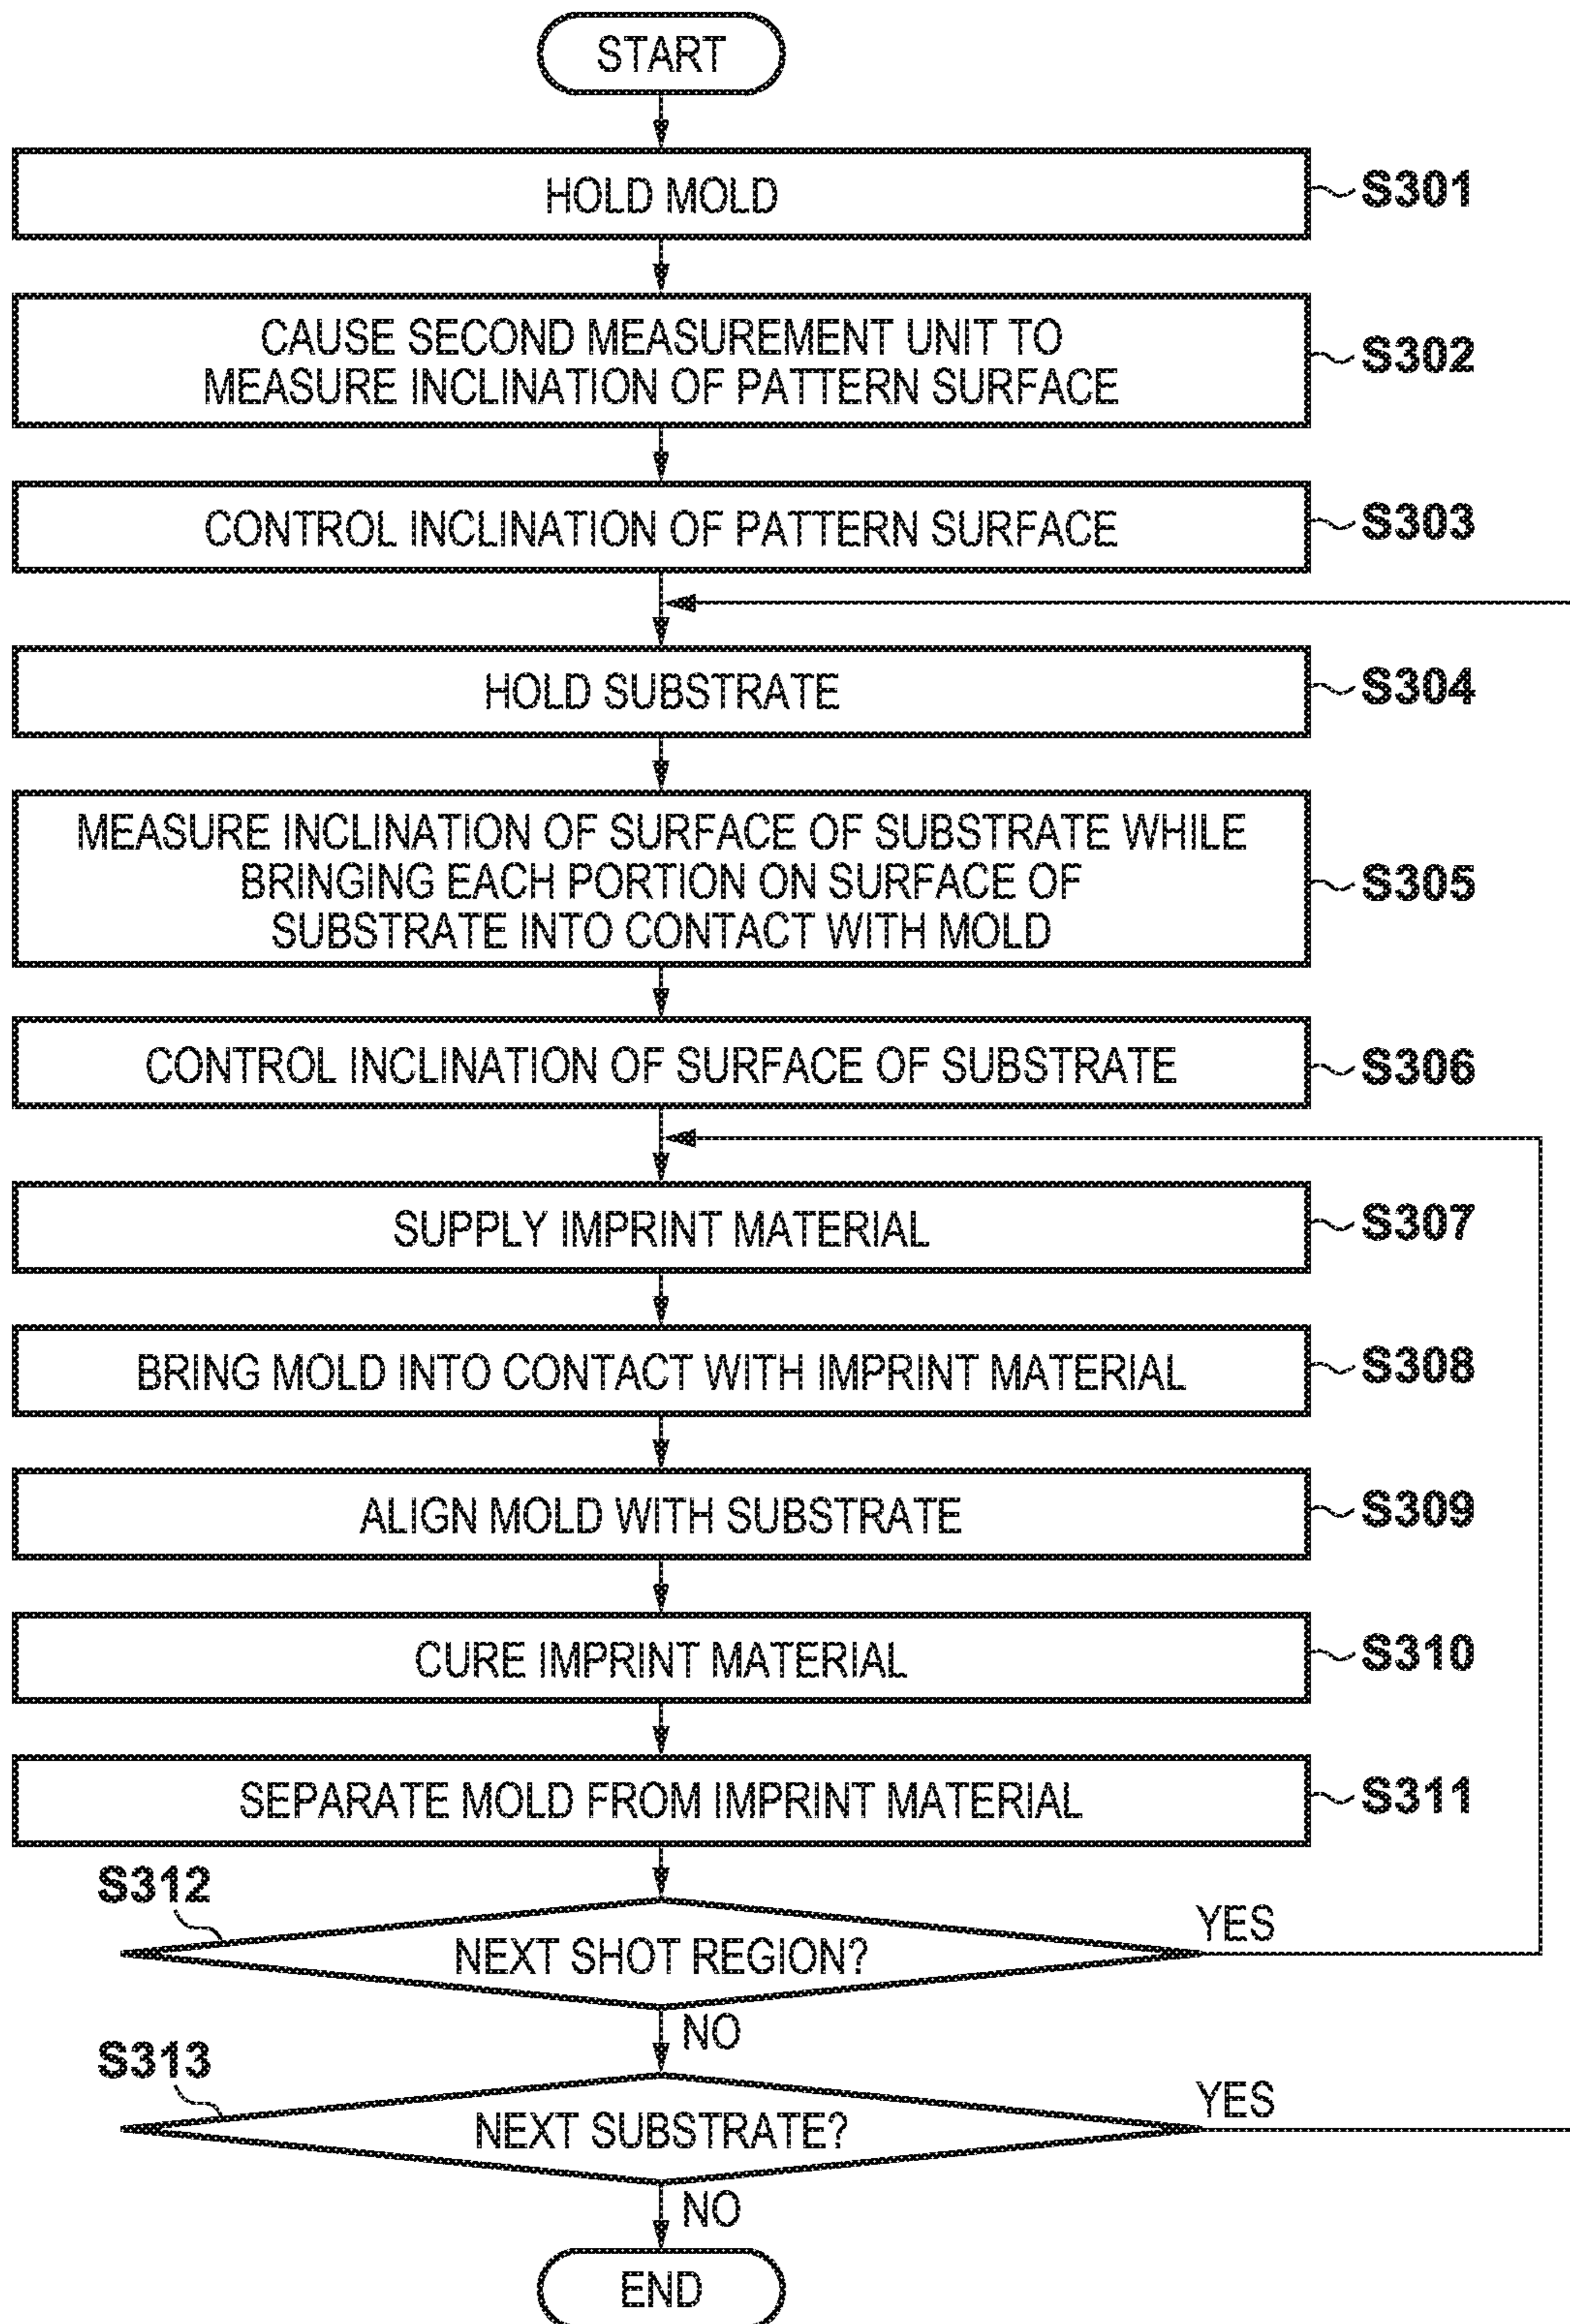 START
HOLD MOLD
S301
CAUSE SECOND MEASUREMENT UNIT TO
MEASURE INCLINATION OF PATTERN SURFACE
S302
CONTROL INCLINATION OF PATTERN SURFACE
S303
HOLD SUBSTRATE
S304
MEASURE INCLINATION OF SURFACE OF SUBSTRATE WHILE
BRINGING EACH PORTION ON SURFACE OF
SUBSTRATE INTO CONTACT WITH MOLD
S305
CONTROL INCLINATION OF SURFACE OF SUBSTRATE
S306
SUPPLY IMPRINT MATERIAL
S307
BRING MOLD INTO CONTACT WITH IMPRINT MATERIAL
S308
ALIGN MOLD WITH SUBSTRATE
S309
CURE IMPRINT MATERIAL
S310
SEPARATE MOLD FROM IMPRINT MATERIAL
S311
S312
NEXT SHOT REGION?
YES
NO
S313
NEXT SUBSTRATE?
YES
NO
END